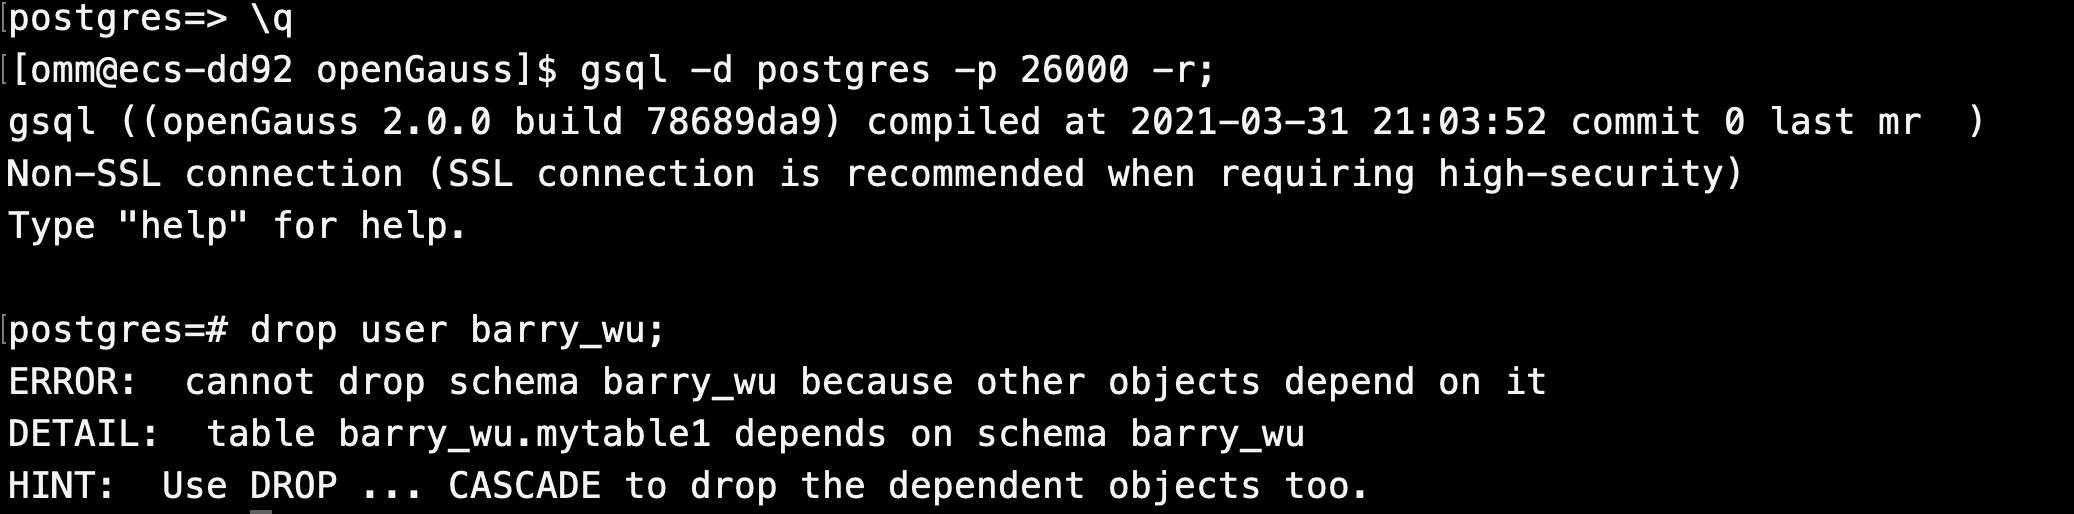 postgres=> \q
[omm@ecs-dd92 openGauss]$ gsql -d postgres -p 26000 -r;
gsql ((openGauss 2.0.0 build 78689da9) compiled at 2021-03-31 21:03:52 commit 0 last mr  )
Non-SSL connection (SSL connection is recommended when requiring high-security)
Type "help" for help.
postgres=# drop user barry_wu;
ERROR:  cannot drop schema barry_wu because other objects depend on it
DETAIL:  table barry_wu.mytable1 depends on schema barry_wu
HINT:  Use DROP ... CASCADE to drop the dependent objects too.